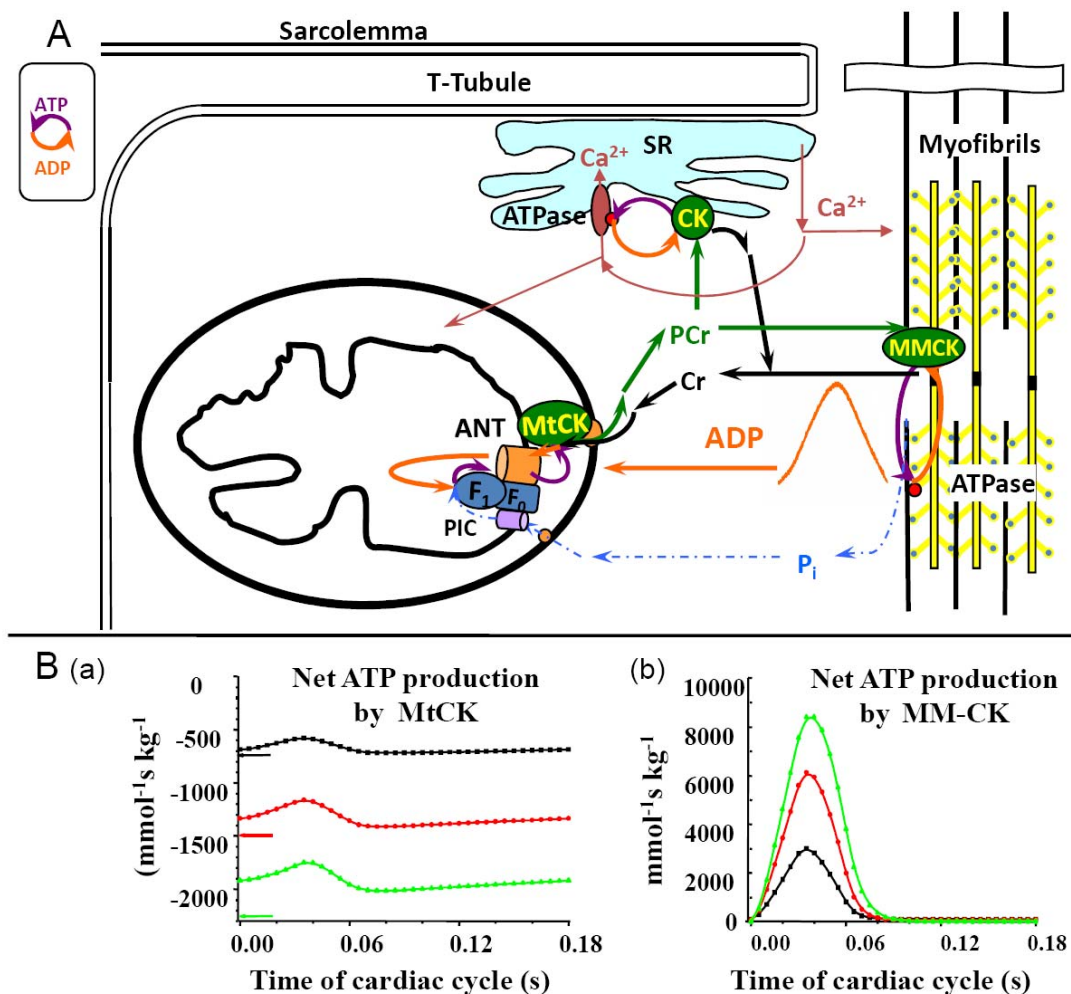 A
Sarcolemma
T-Tubule
ATP
ADP
SR
Ca²⁺
ATPase
CK
Myofibrils
Ca²⁺
PCr
MMCK
Cr
MtCK
ANT
ADP
F₁
F₀
PIC
ATPase
Pᵢ
B (a)
Net ATP production
by MtCK
0
-500
-1000
-1500
-2000
(mmol⁻¹s kg⁻¹
0.00 0.06 0.12 0.18
Time of cardiac cycle (s)
(b)
Net ATP production
by MM-CK
10000
8000
6000
4000
2000
0
mmol⁻¹s kg⁻¹
0.00 0.06 0.12 0.18
Time of cardiac cycle (s)